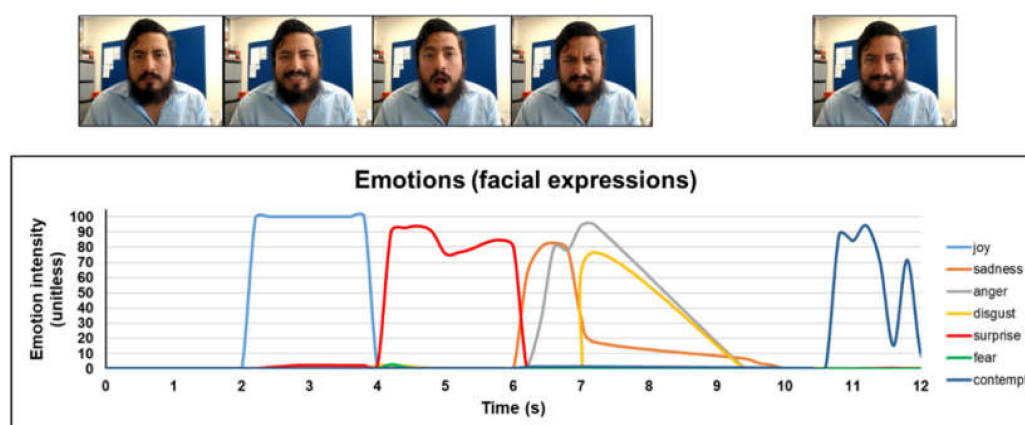 Emotions (facial expressions)
Emotion intensity
(unitless)
100
90
80
70
60
50
40
30
20
10
0
0 1 2 3 4 5 6 7 8 9 10 11 12
Time (s)
joy
sadness
anger
disgust
surprise
fear
contempt